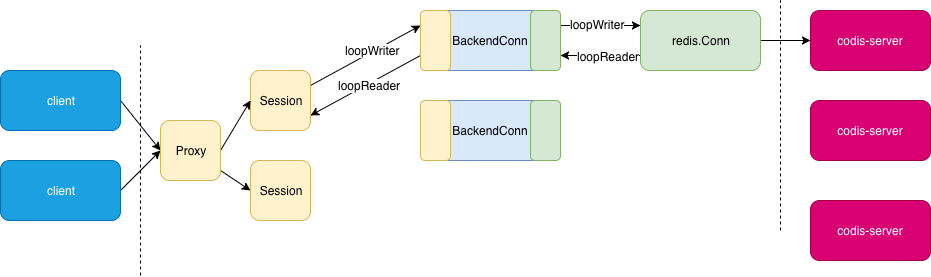 client
client
Proxy
Session
Session
loopWriter
loopReader
BackendConn
BackendConn
loopWriter
loopReader
redis.Conn
codis-server
codis-server
codis-server